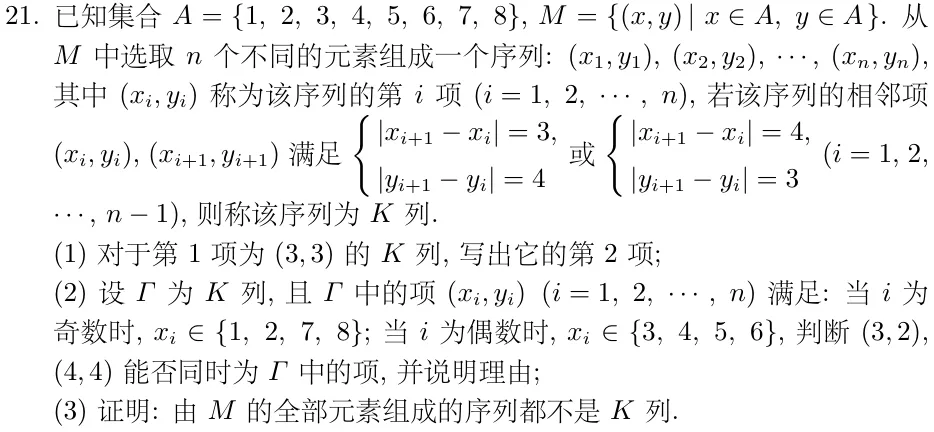 21. 已知集合 A = {1, 2, 3, 4, 5, 6, 7, 8}, M = {(x, y) | x ∈ A, y ∈ A}. 从
M 中选取 n 个不同的元素组成一个序列: (x₁, y₁), (x₂, y₂), ···, (xₙ, yₙ),
其中 (xᵢ, yᵢ) 称为该序列的第 i 项 (i = 1, 2, ···, n), 若该序列的相邻项
(xᵢ, yᵢ), (xᵢ₊₁, yᵢ₊₁) 满足 { |xᵢ₊₁ − xᵢ| = 3, |yᵢ₊₁ − yᵢ| = 4 或 { |xᵢ₊₁ − xᵢ| = 4, |yᵢ₊₁ − yᵢ| = 3 (i = 1, 2,
···, n − 1), 则称该序列为 K 列.
(1) 对于第 1 项为 (3, 3) 的 K 列, 写出它的第 2 项;
(2) 设 Γ 为 K 列, 且 Γ 中的项 (xᵢ, yᵢ) (i = 1, 2, ···, n) 满足: 当 i 为
奇数时, xᵢ ∈ {1, 2, 7, 8}; 当 i 为偶数时, xᵢ ∈ {3, 4, 5, 6}, 判断 (3, 2),
(4, 4) 能否同时为 Γ 中的项, 并说明理由;
(3) 证明: 由 M 的全部元素组成的序列都不是 K 列.